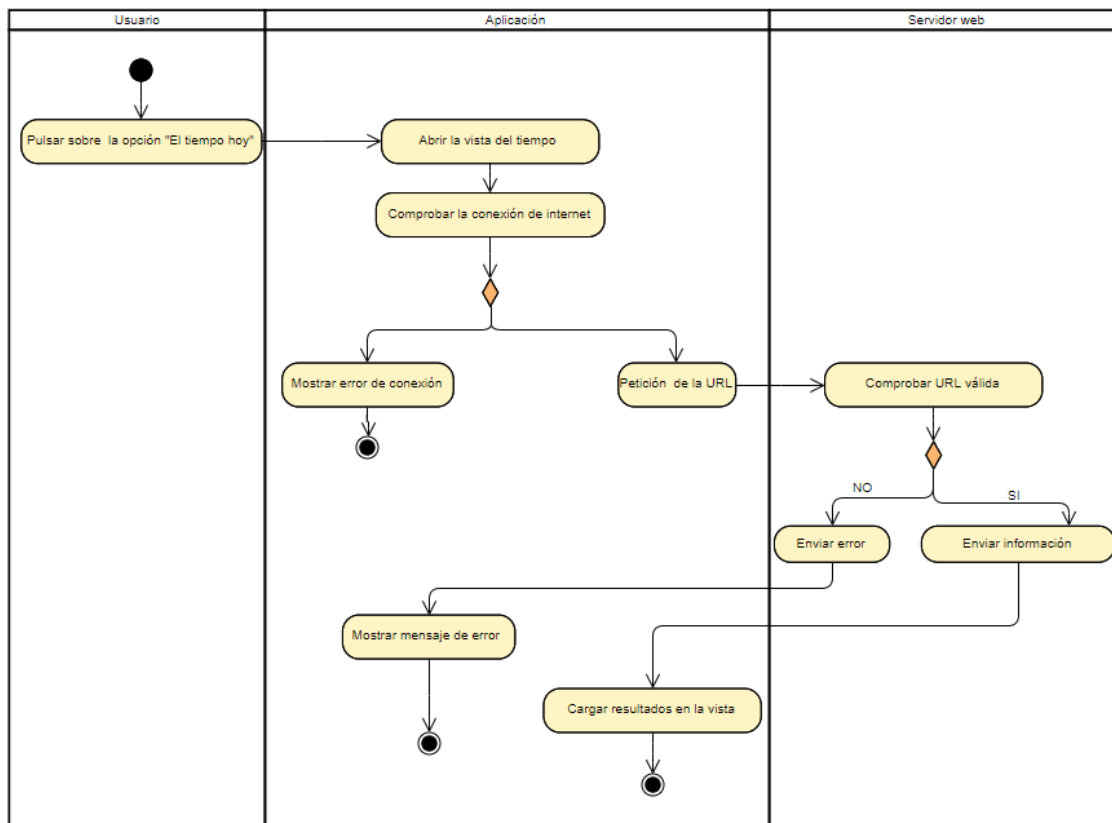 Usuario
Aplicación
Servidor web
Pulsar sobre la opción "El tiempo hoy"
Abrir la vista del tiempo
Comprobar la conexión de internet
Mostrar error de conexión
Petición de la URL
Comprobar URL válida
NO
SI
Enviar error
Enviar información
Mostrar mensaje de error
Cargar resultados en la vista